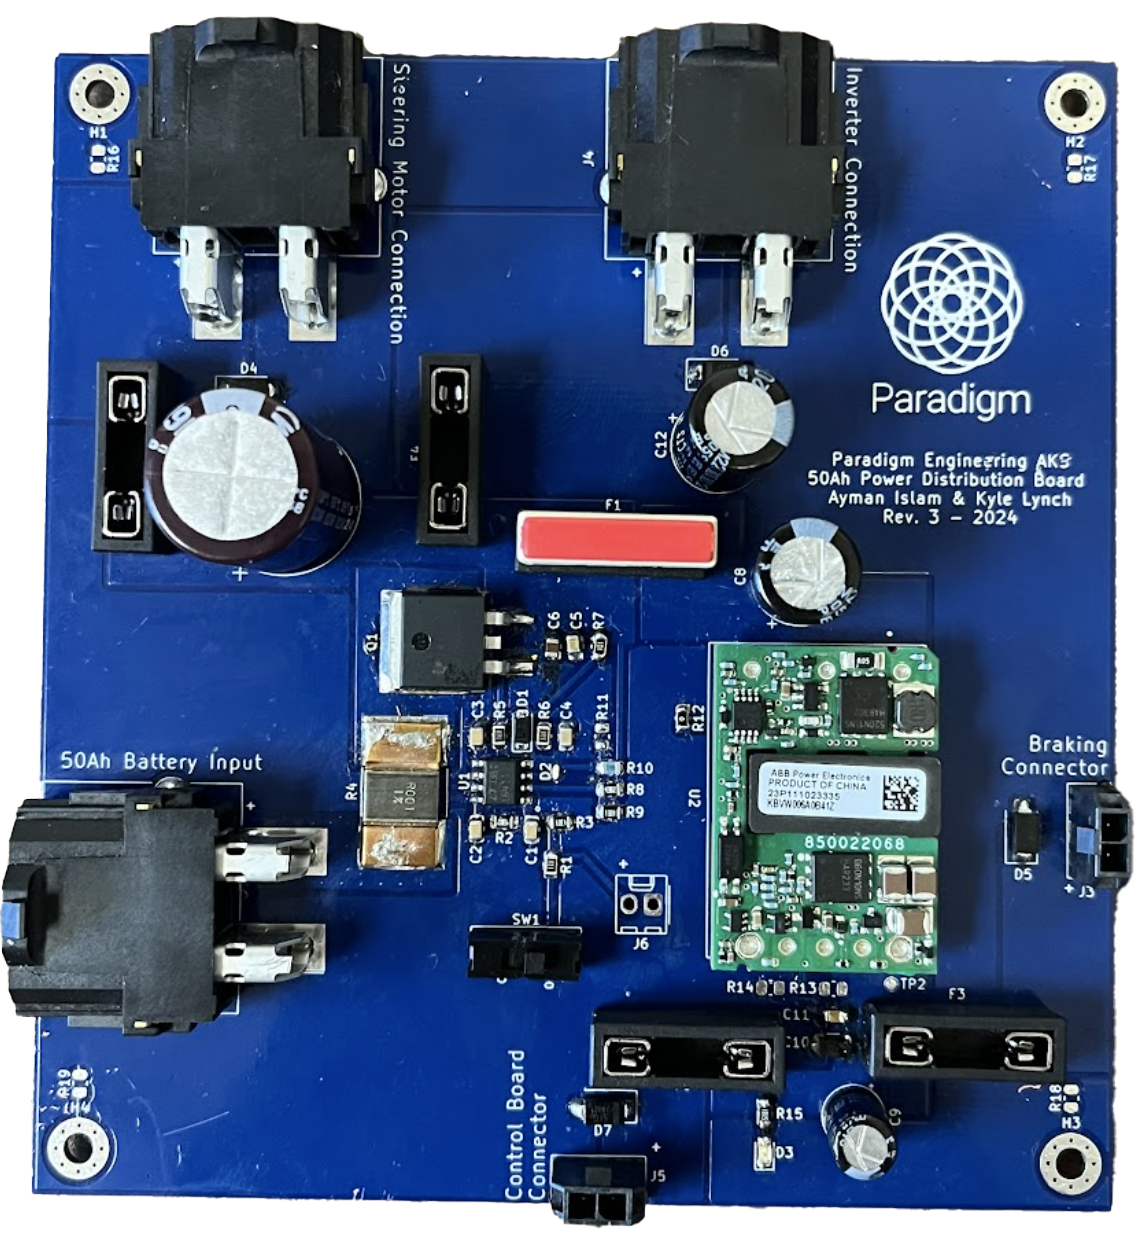 Steering Motor Connection
Inverter Connection
J4
H1
R16
H2
R17
+
+
D4
D6
Paradigm
C12
+
Paradigm Engineering AK9
50Ah Power Distribution Board
Ayman Islam & Kyle Lynch
Rev. 3 - 2024
F1
+
C8
+
Q1
C6
C5
R7
R05
C3
R5
D1
R6
C4
R11
R12
50Ah Battery Input
+
R4
R001
1%
U1
D2
R10
R8
R9
C2
R2
C1
R3
R1
U2
ABB Power Electronics
PRODUCT OF CHINA
23P111023335
KBVW006A0B41Z
850022068
Braking
Connector
D5
+
J3
+
J6
SW1
R14
R13
TP2
F3
C11
C10
R19
H4
Control Board
Connector
D7
R15
D3
C9
R18
H3
+
J5